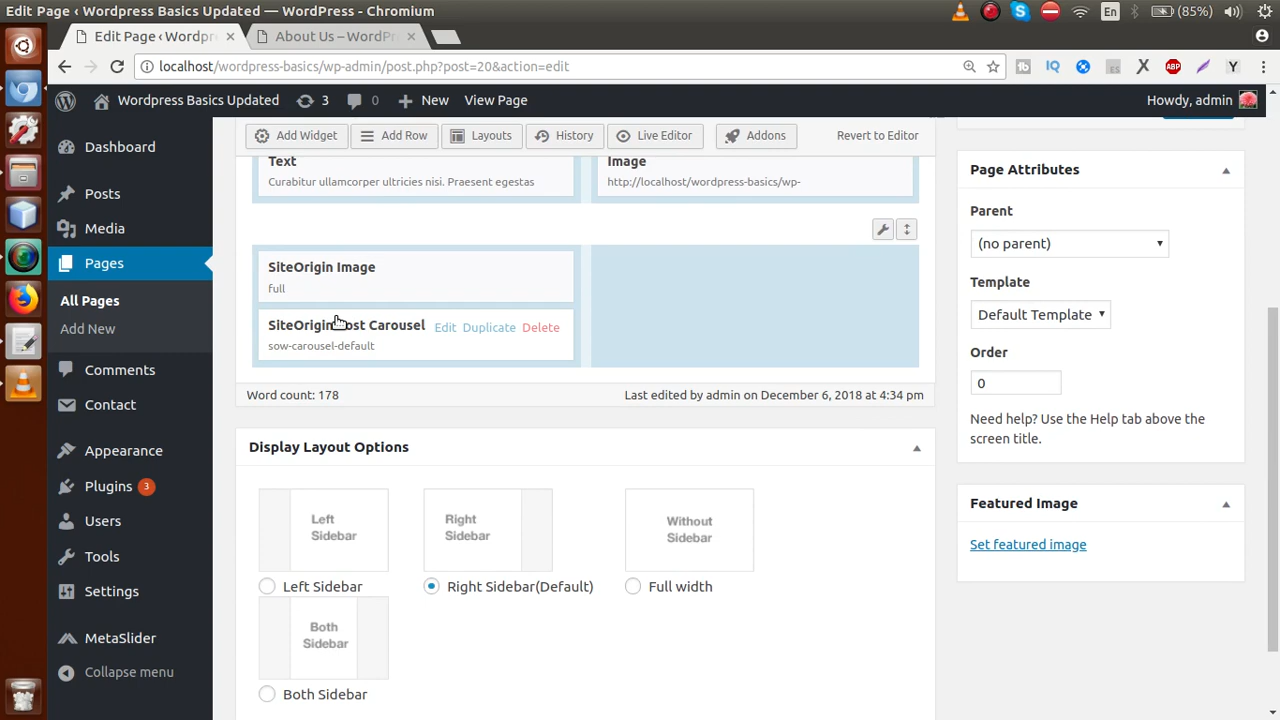 Edit Page ‹ Wordpress Basics Updated — WordPress - Chromium
En
(85%)
Edit Page ‹ Wordpr
About Us – WordPr
localhost/wordpress-basics/wp-admin/post.php?post=20&action=edit
Wordpress Basics Updated
3
0
New
View Page
Howdy, admin
Add Widget
Add Row
Layouts
History
Live Editor
Addons
Revert to Editor
Dashboard
Posts
Media
Pages
All Pages
Add New
Comments
Contact
Appearance
Plugins 3
Users
Tools
Settings
MetaSlider
Collapse menu
Text
Curabitur ullamcorper ultricies nisi. Praesent egestas
Image
http://localhost/wordpress-basics/wp-
SiteOrigin Image
full
SiteOrigin Post Carousel
Edit Duplicate Delete
sow-carousel-default
Word count: 178
Last edited by admin on December 6, 2018 at 4:34 pm
Display Layout Options
Left
Sidebar
Right
Sidebar
Without
Sidebar
Left Sidebar
Right Sidebar(Default)
Full width
Both
Sidebar
Both Sidebar
Page Attributes
Parent
(no parent)
Template
Default Template
Order
0
Need help? Use the Help tab above the
screen title.
Featured Image
Set featured image
IQ
ES
X
ABP
Y